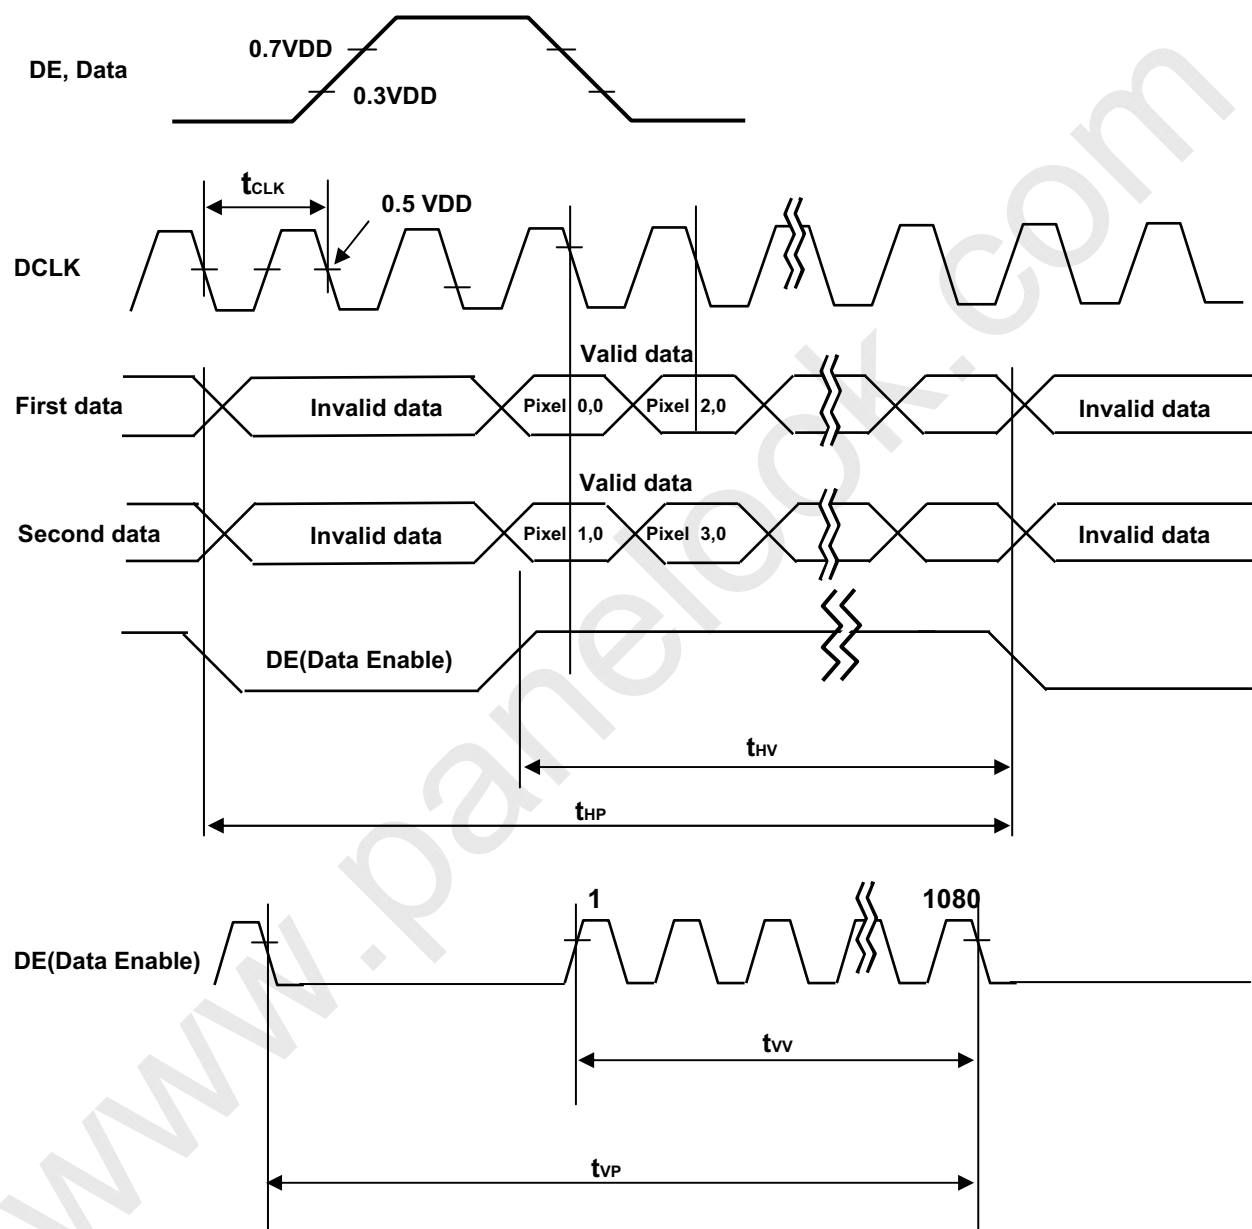 0.7VDD
DE, Data
0.3VDD
tCLK
0.5 VDD
DCLK
Valid data
First data
Invalid data
Pixel 0,0
Pixel 2,0
Invalid data
Valid data
Second data
Invalid data
Pixel 1,0
Pixel 3,0
Invalid data
DE(Data Enable)
tHV
tHP
1
1080
DE(Data Enable)
tVV
tVP
www.panelook.com